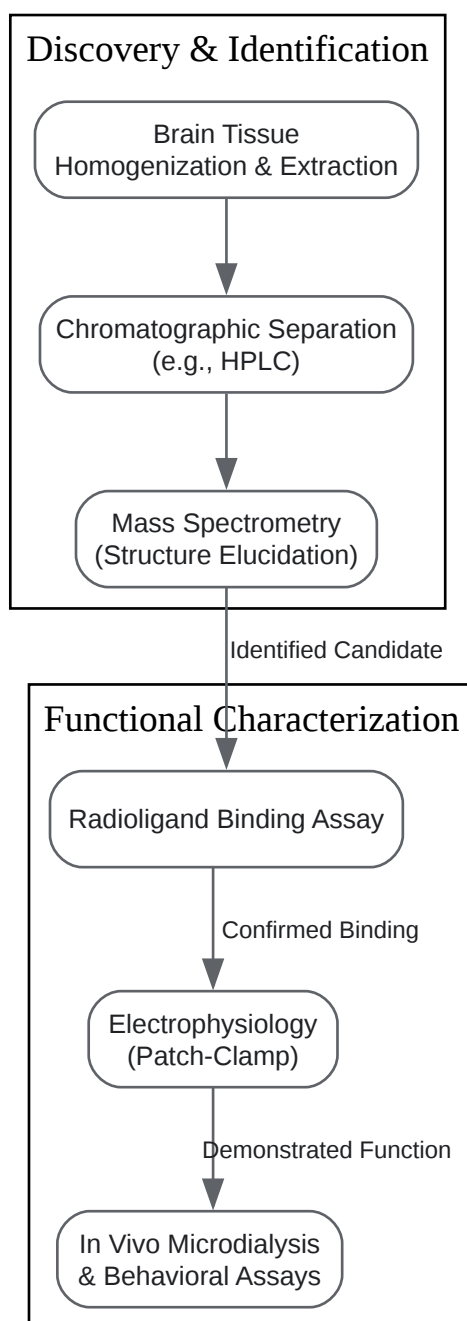 Discovery & Identification
Brain Tissue
Homogenization & Extraction
Chromatographic Separation
(e.g., HPLC)
Mass Spectrometry
(Structure Elucidation)
Identified Candidate
Functional Characterization
Radioligand Binding Assay
Confirmed Binding
Electrophysiology
(Patch-Clamp)
Demonstrated Function
In Vivo Microdialysis
& Behavioral Assays